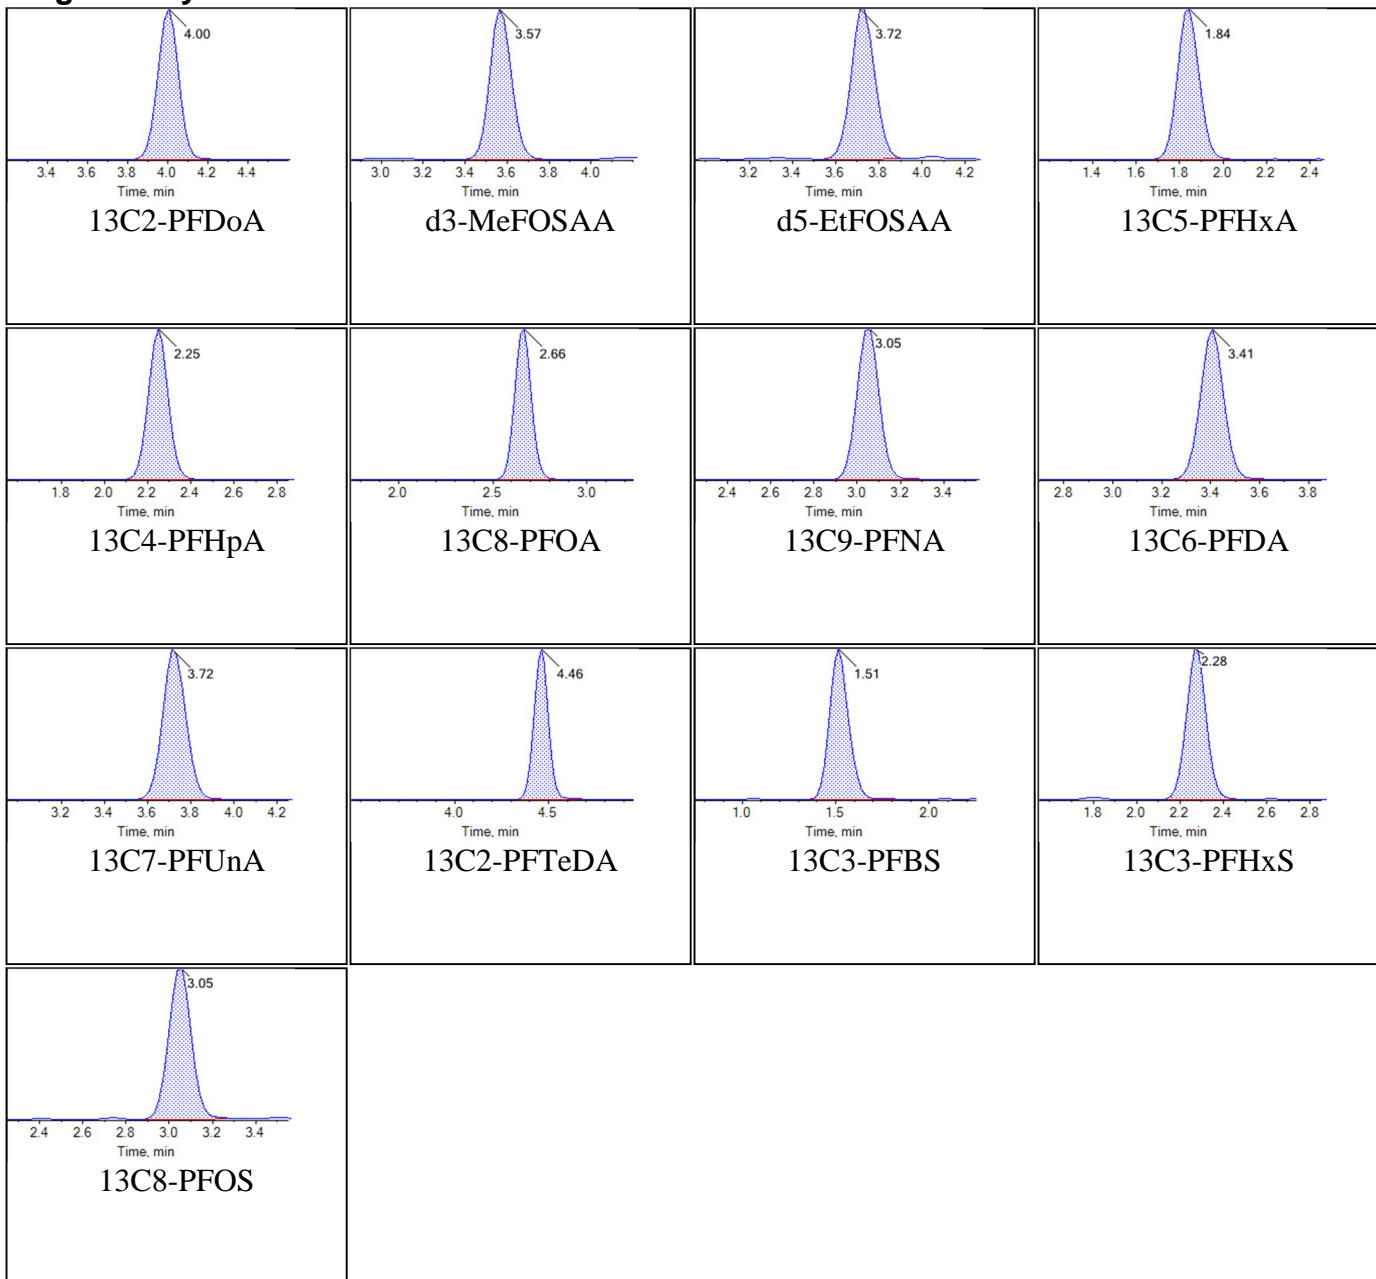 4.00
3.4 3.6 3.8 4.0 4.2 4.4
Time, min
13C2-PFDoA
3.57
3.0 3.2 3.4 3.6 3.8 4.0
Time, min
d3-MeFOSAA
3.72
3.2 3.4 3.6 3.8 4.0 4.2
Time, min
d5-EtFOSAA
1.84
1.4 1.6 1.8 2.0 2.2 2.4
Time, min
13C5-PFHxA
2.25
1.8 2.0 2.2 2.4 2.6 2.8
Time, min
13C4-PFHpA
2.66
2.0 2.5 3.0
Time, min
13C8-PFOA
3.05
2.4 2.6 2.8 3.0 3.2 3.4
Time, min
13C9-PFNA
3.41
2.8 3.0 3.2 3.4 3.6 3.8
Time, min
13C6-PFDA
3.72
3.2 3.4 3.6 3.8 4.0 4.2
Time, min
13C7-PFUnA
4.46
4.0 4.5
Time, min
13C2-PFTeDA
1.51
1.0 1.5 2.0
Time, min
13C3-PFBS
2.28
1.8 2.0 2.2 2.4 2.6 2.8
Time, min
13C3-PFHxS
3.05
2.4 2.6 2.8 3.0 3.2 3.4
Time, min
13C8-PFOS